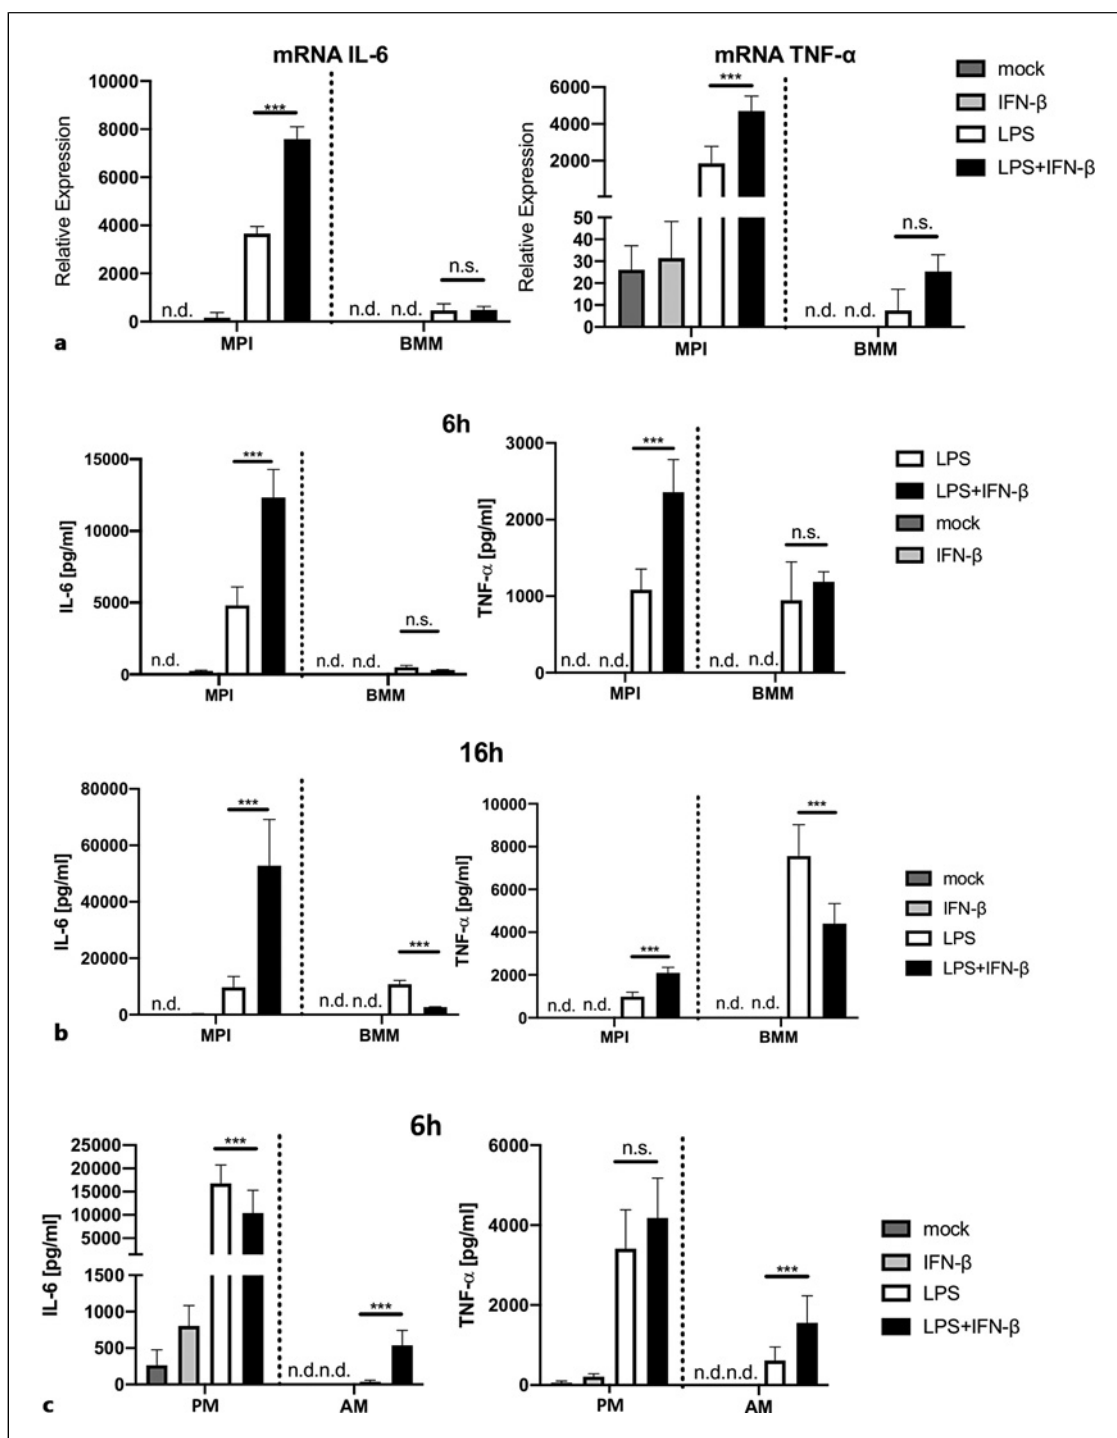 mRNA IL-6
mRNA TNF-α
Relative Expression
10000
8000
6000
4000
2000
0
n.d.
***
n.d. n.d.
n.s.
MPI
BMM
Relative Expression
6000
4000
2000
50
40
30
20
10
0
***
n.d. n.d.
n.s.
MPI
BMM
mock
IFN-β
LPS
LPS+IFN-β
a
6h
IL-6 [pg/ml]
15000
10000
5000
0
n.d.
***
n.d. n.d.
n.s.
MPI
BMM
TNF-α [pg/ml]
3000
2000
1000
0
n.d. n.d.
***
n.d. n.d.
n.s.
MPI
BMM
LPS
LPS+IFN-β
mock
IFN-β
16h
IL-6 [pg/ml]
80000
60000
40000
20000
0
n.d.
***
n.d. n.d.
***
MPI
BMM
TNF-α [pg/ml]
10000
8000
6000
4000
2000
0
n.d. n.d.
***
n.d. n.d.
***
MPI
BMM
mock
IFN-β
LPS
LPS+IFN-β
b
6h
IL-6 [pg/ml]
25000
20000
15000
10000
5000
1500
1000
500
0
***
n.d.n.d.
***
PM
AM
TNF-α [pg/ml]
6000
4000
2000
0
n.s.
n.d.n.d.
***
PM
AM
mock
IFN-β
LPS
LPS+IFN-β
c